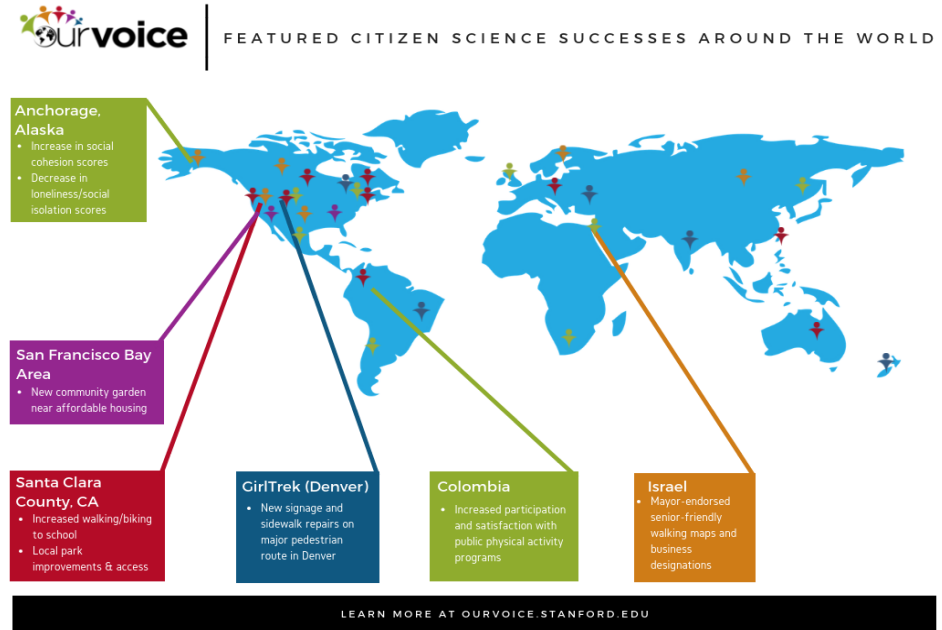 ourvoice
FEATURED CITIZEN SCIENCE SUCCESSES AROUND THE WORLD
Anchorage,
Alaska
• Increase in social
cohesion scores
• Decrease in
loneliness/social
isolation scores
San Francisco Bay
Area
• New community garden
near affordable housing
Santa Clara
County, CA
• Increased walking/biking
to school
• Local park
improvements & access
GirlTrek (Denver)
• New signage and
sidewalk repairs on
major pedestrian
route in Denver
Colombia
• Increased participation
and satisfaction with
public physical activity
programs
Israel
• Mayor-endorsed
senior-friendly
walking maps and
business
designations
LEARN MORE AT OURVOICE.STANFORD.EDU